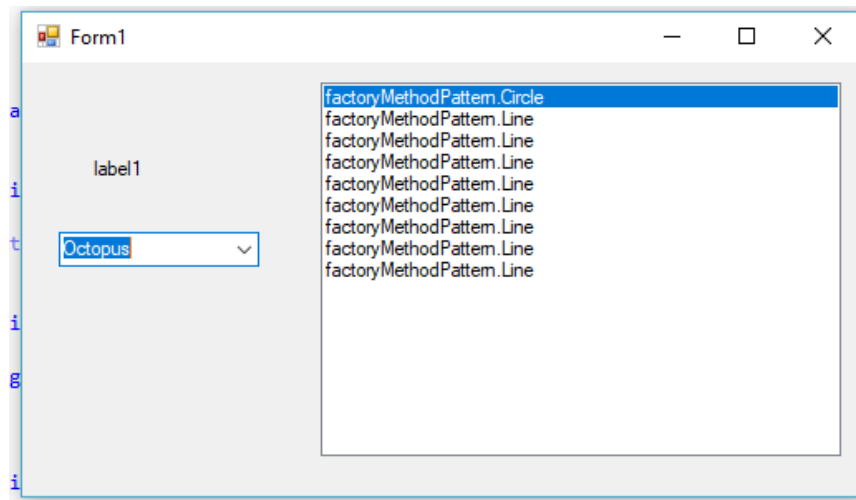 Form1
label1
Octopus
factoryMethodPattern.Circle
factoryMethodPattern.Line
factoryMethodPattern.Line
factoryMethodPattern.Line
factoryMethodPattern.Line
factoryMethodPattern.Line
factoryMethodPattern.Line
factoryMethodPattern.Line
factoryMethodPattern.Line
a
i
t
i
g
i